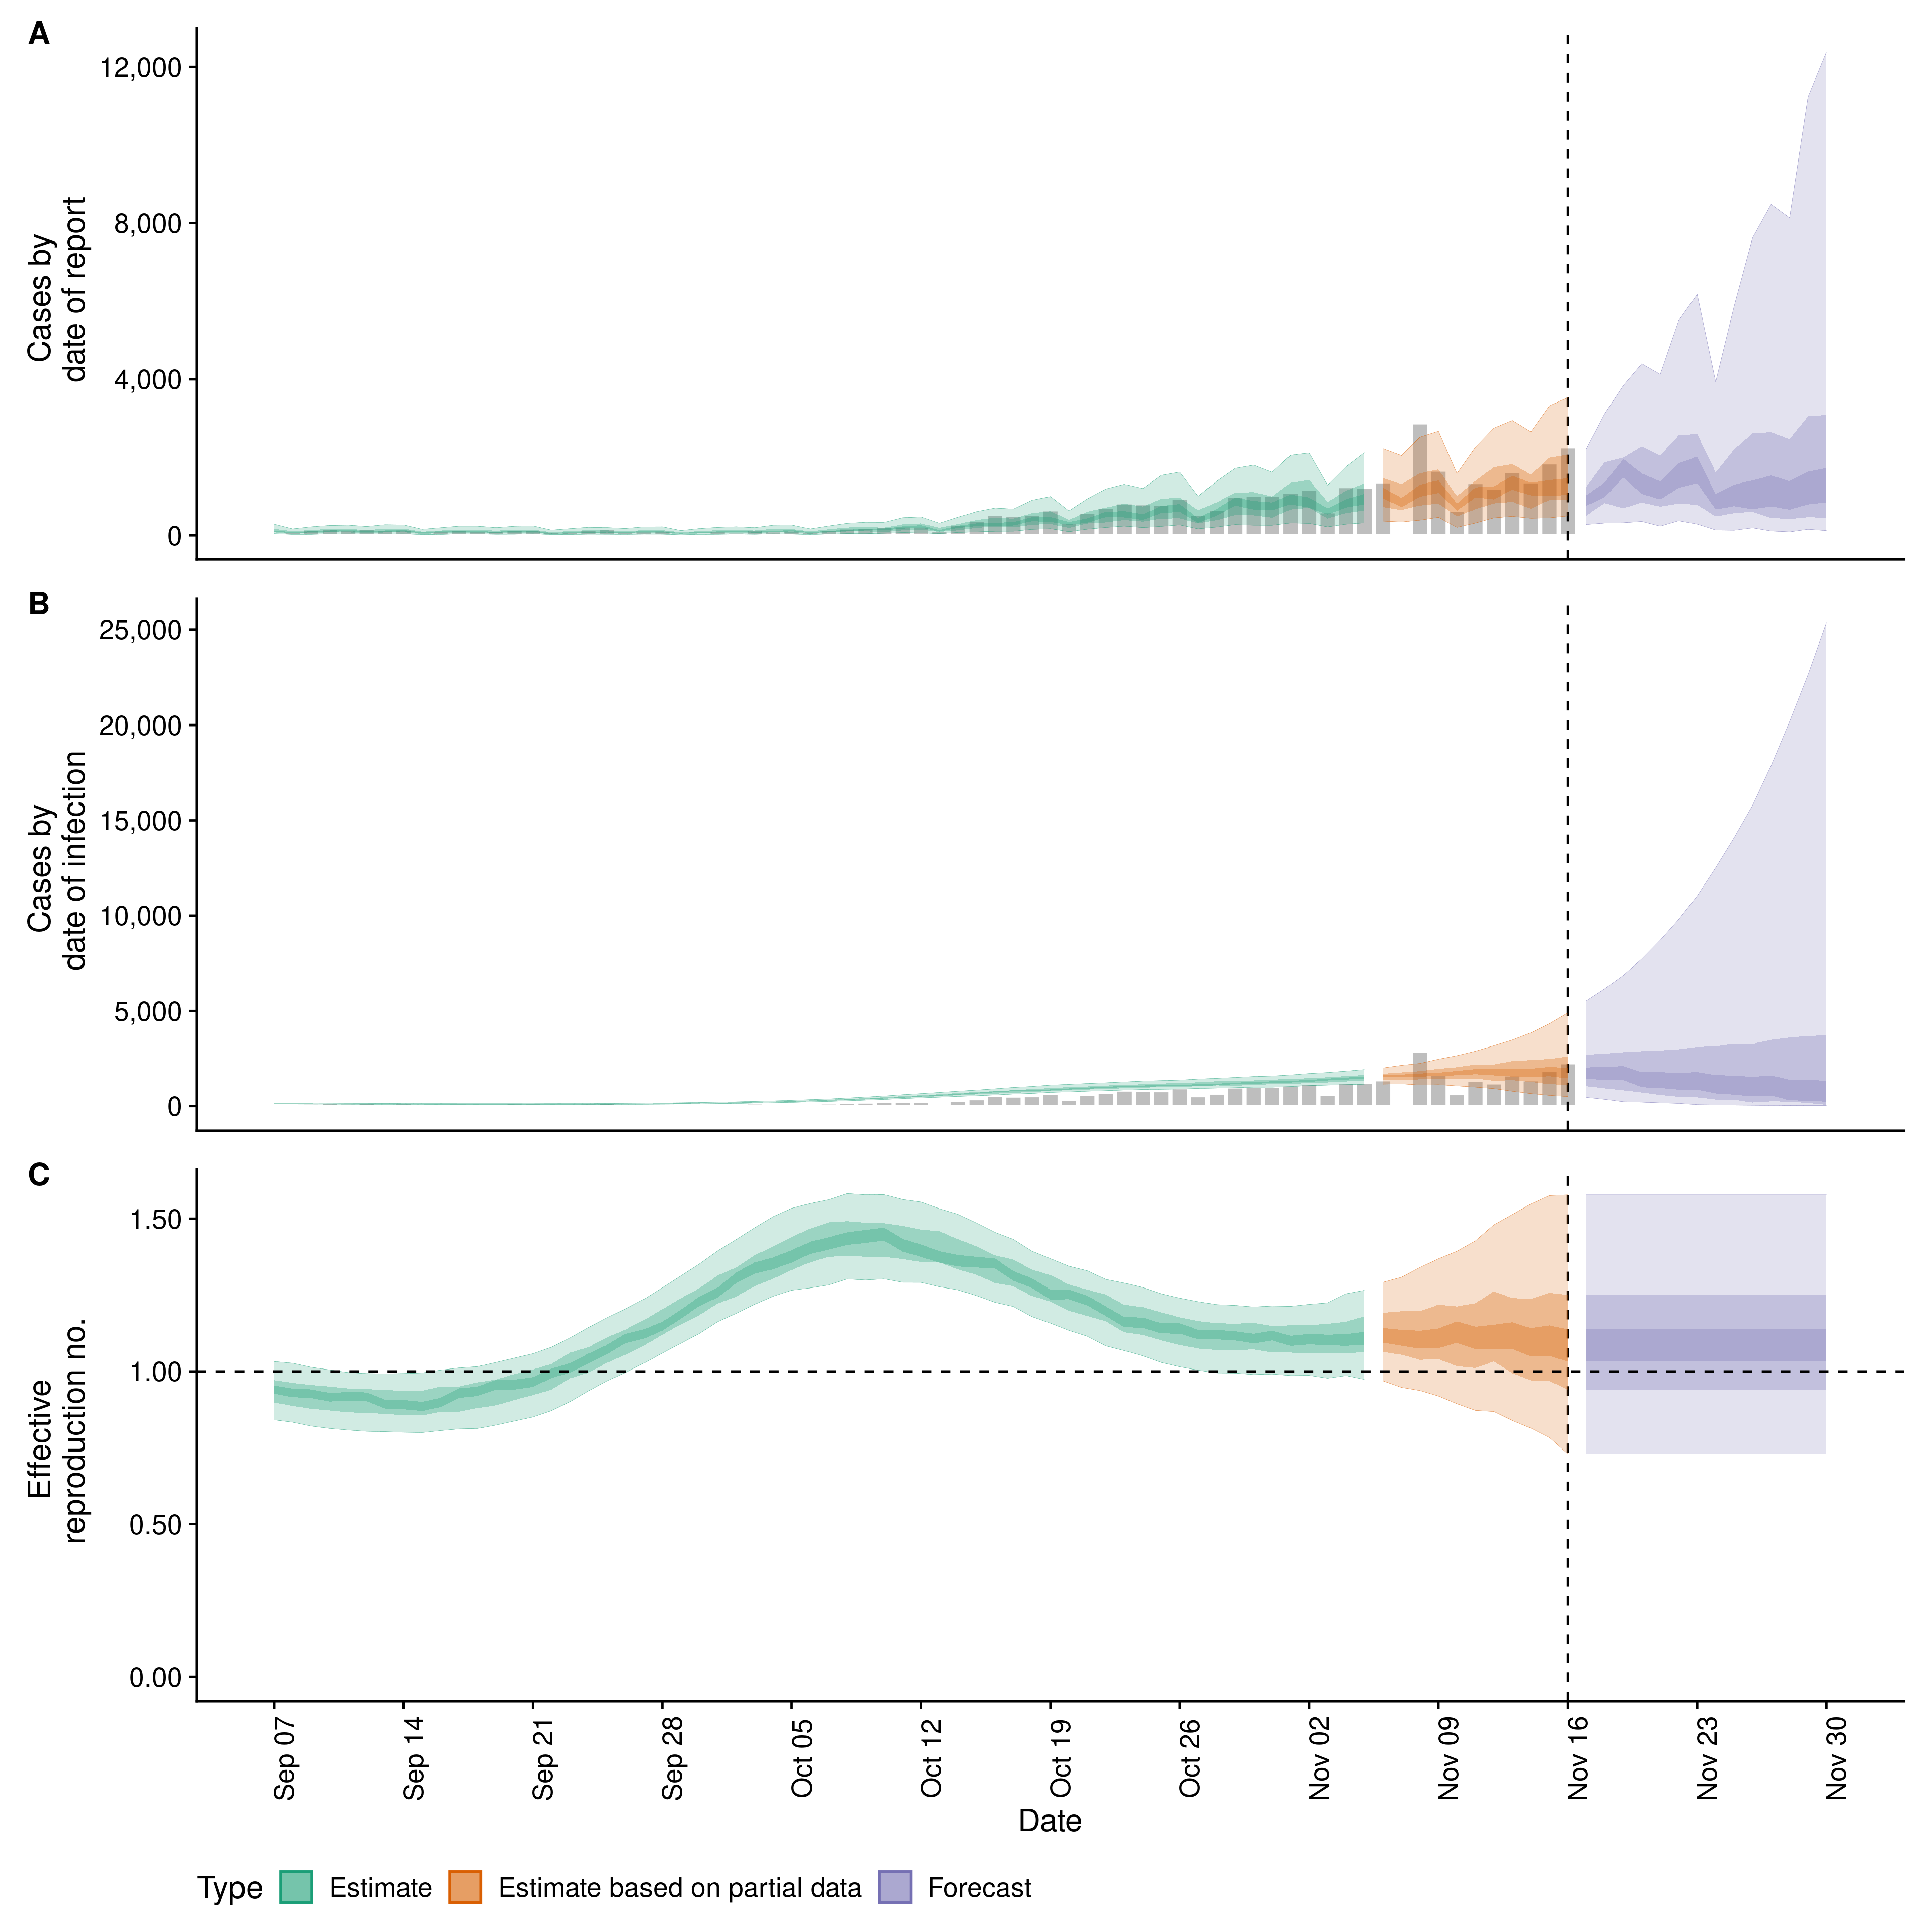 A
Cases by
date of report
12,000
8,000
4,000
0
B
Cases by
date of infection
25,000
20,000
15,000
10,000
5,000
0
C
Effective
reproduction no.
1.50
1.00
0.50
0.00
Sep 07
Sep 14
Sep 21
Sep 28
Oct 05
Oct 12
Oct 19
Oct 26
Nov 02
Nov 09
Nov 16
Nov 23
Nov 30
Date
Type Estimate Estimate based on partial data Forecast